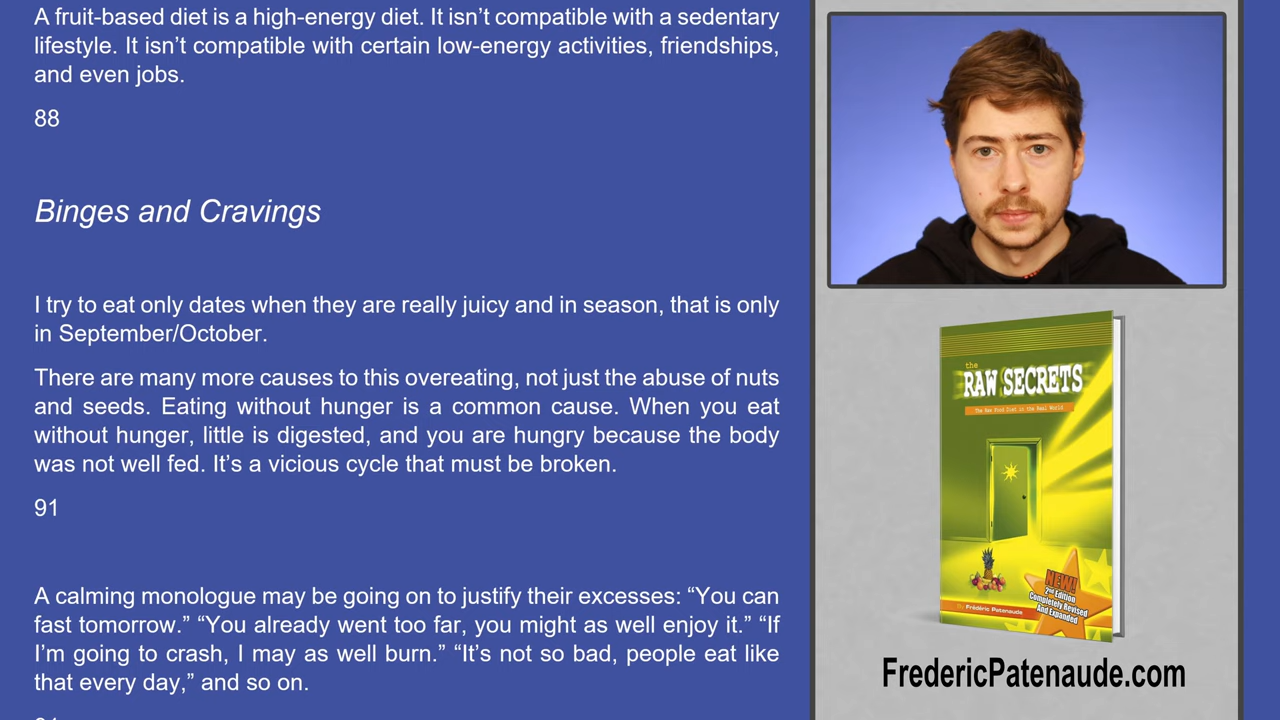 A fruit-based diet is a high-energy diet. It isn’t compatible with a sedentary
lifestyle. It isn’t compatible with certain low-energy activities, friendships,
and even jobs.
88
Binges and Cravings
I try to eat only dates when they are really juicy and in season, that is only
in September/October.
There are many more causes to this overeating, not just the abuse of nuts
and seeds. Eating without hunger is a common cause. When you eat
without hunger, little is digested, and you are hungry because the body
was not well fed. It’s a vicious cycle that must be broken.
91
A calming monologue may be going on to justify their excesses: “You can
fast tomorrow.” “You already went too far, you might as well enjoy it.” “If
I’m going to crash, I may as well burn.” “It’s not so bad, people eat like
that every day,” and so on.
the
RAW SECRETS
The Raw Food Diet in the Real World
NEW!
2nd Edition
Completely Revised
And Expanded
By Frédéric Patenaude
FredericPatenaude.com